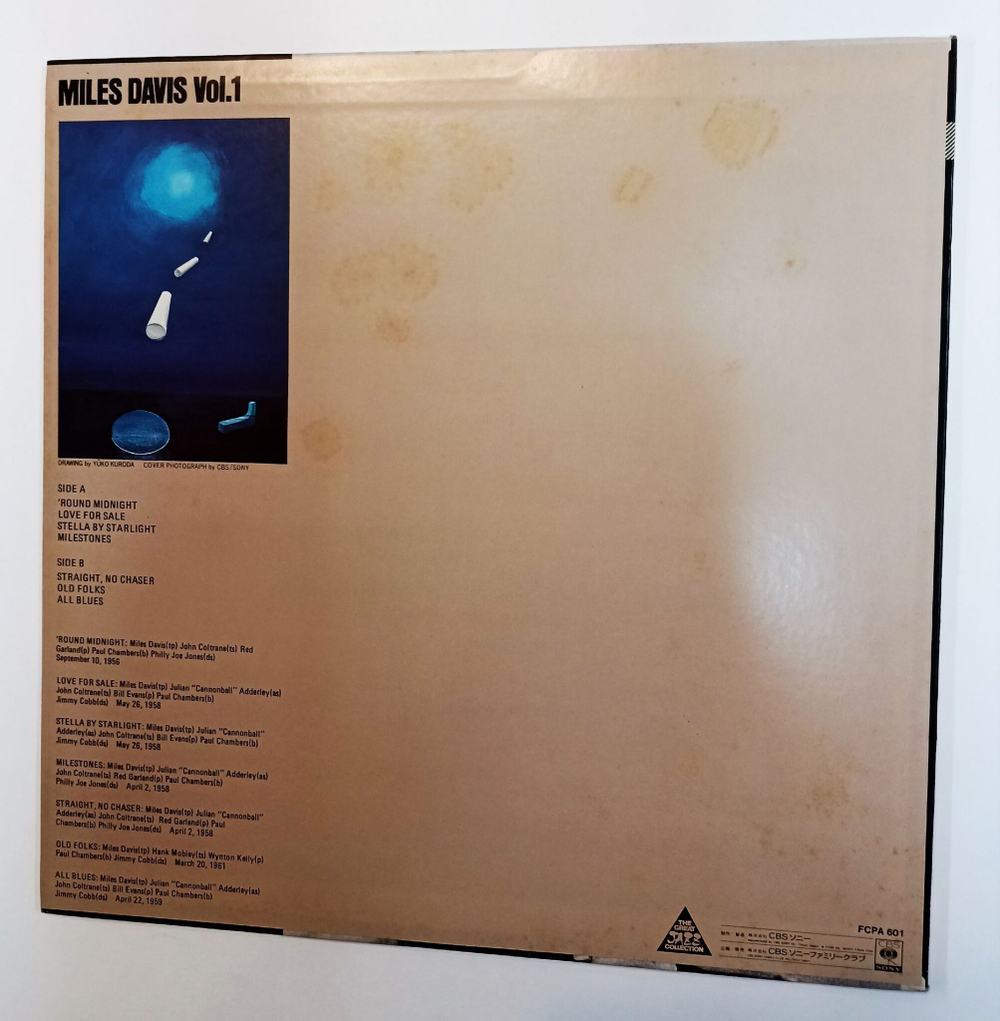 MILES DAVIS Vol.1
DRAWING by YUKO KURODA COVER PHOTOGRAPH by CBS/SONY
SIDE A
'ROUND MIDNIGHT
LOVE FOR SALE
STELLA BY STARLIGHT
MILESTONES
SIDE B
STRAIGHT, NO CHASER
OLD FOLKS
ALL BLUES
'ROUND MIDNIGHT: Miles Davis(tp) John Coltrane(ts) Red
Garland(p) Paul Chambers(b) Philly Joe Jones(ds)
September 10, 1956
LOVE FOR SALE: Miles Davis(tp) Julian "Cannonball" Adderley(as)
John Coltrane(ts) Bill Evans(p) Paul Chambers(b)
Jimmy Cobb(ds) May 26, 1958
STELLA BY STARLIGHT: Miles Davis(tp) Julian "Cannonball"
Adderley(as) John Coltrane(ts) Bill Evans(p) Paul Chambers(b)
Jimmy Cobb(ds) May 26, 1958
MILESTONES: Miles Davis(tp) Julian "Cannonball" Adderley(as)
John Coltrane(ts) Red Garland(p) Paul Chambers(b)
Philly Joe Jones(ds) April 2, 1958
STRAIGHT, NO CHASER: Miles Davis(tp) Julian "Cannonball"
Adderley(as) John Coltrane(ts) Red Garland(p) Paul
Chambers(b) Philly Joe Jones(ds) April 2, 1958
OLD FOLKS: Miles Davis(tp) Hank Mobley(ts) Wynton Kelly(p)
Paul Chambers(b) Jimmy Cobb(ds) March 20, 1961
ALL BLUES: Miles Davis(tp) Julian "Cannonball" Adderley(as)
John Coltrane(ts) Bill Evans(p) Paul Chambers(b)
Jimmy Cobb(ds) April 22, 1959
THE
GREAT
JAZZ
COLLECTION
FCPA 601
株式会社 CBSソニー
株式会社 CBSソニーファミリークラブ
CBS
SONY